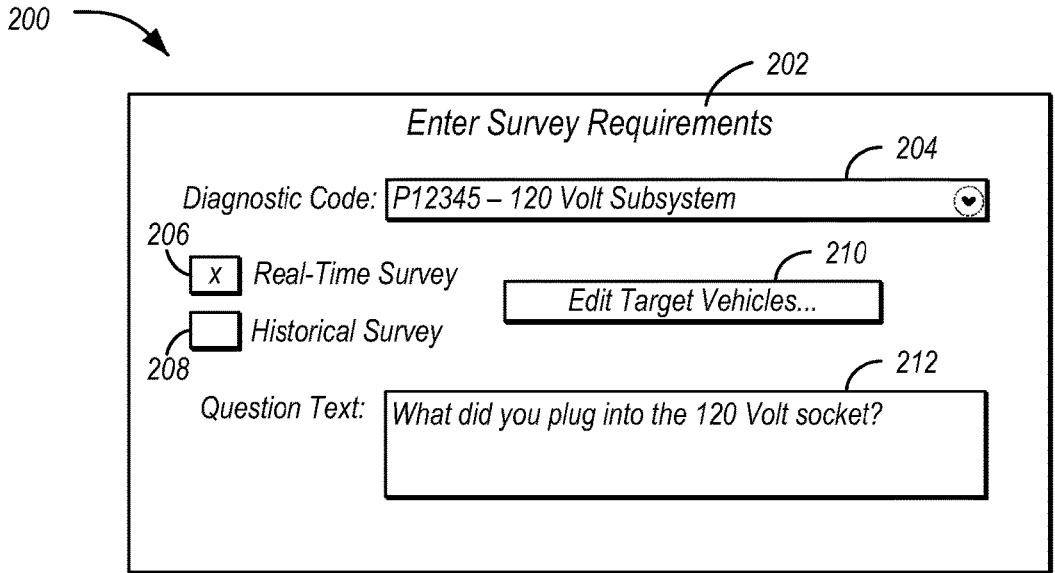 200
202
Enter Survey Requirements
204
Diagnostic Code: P12345 – 120 Volt Subsystem
206
X Real-Time Survey
210
Edit Target Vehicles...
Historical Survey
208
212
Question Text: What did you plug into the 120 Volt socket?